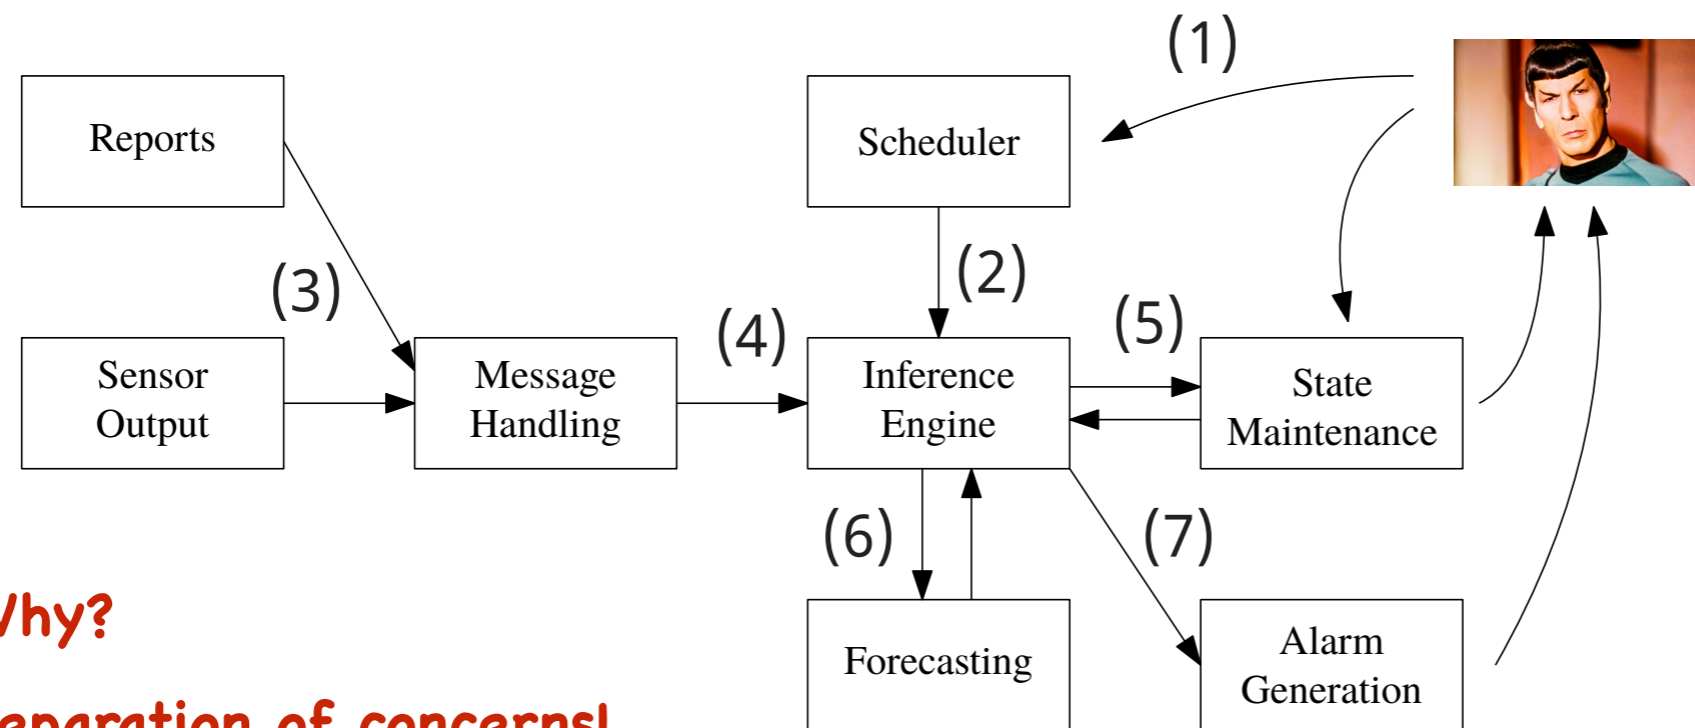 (1)
Reports
Scheduler
(3)
(2)
(4)
(5)
Sensor
Output
Message
Handling
Inference
Engine
State
Maintenance
(6)
(7)
Why?
Forecasting
Alarm
Generation
eparation of concerns!